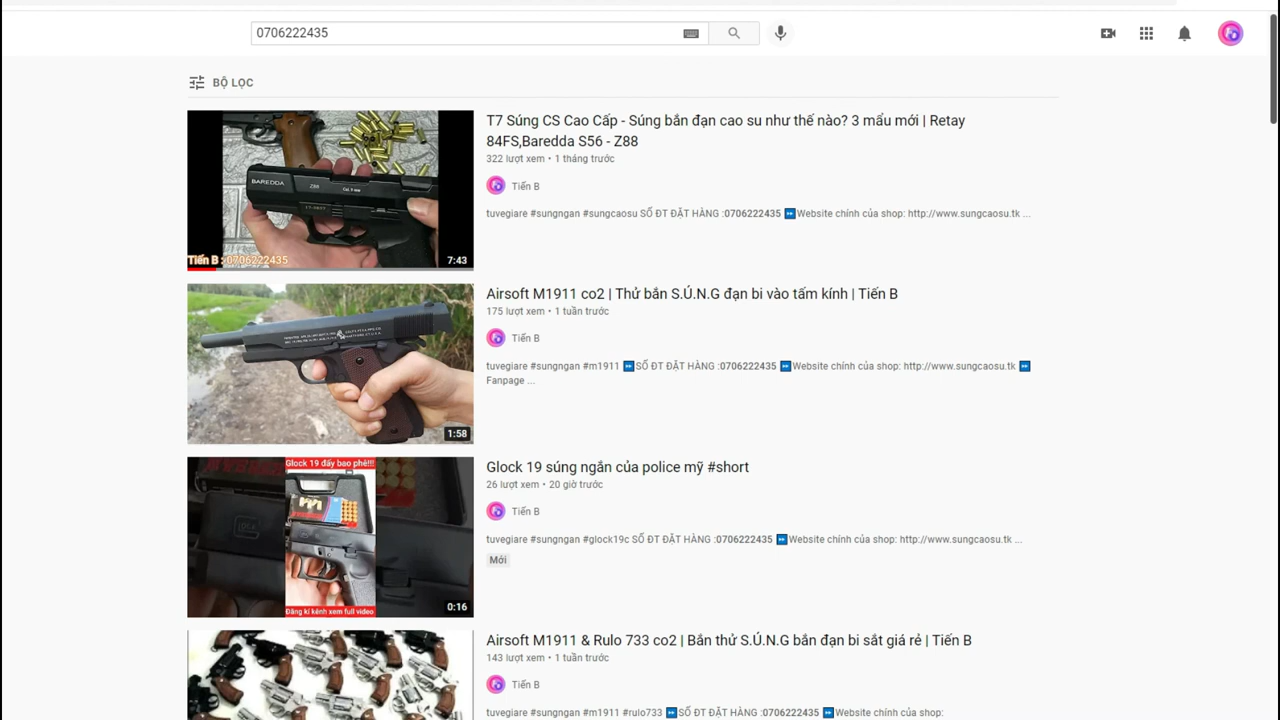 0706222435
BỘ LỌC
BAREDDA
Z88
Cal. 9 mm
Tiến B : 0706222435
7:43
T7 Súng CS Cao Cấp - Súng bắn đạn cao su như thế nào? 3 mẩu mới | Retay
84FS,Baredda S56 - Z88
322 lượt xem • 1 tháng trước
Tiến B
tuvegiare #sungngan #sungcaosu SỐ ĐT ĐẶT HÀNG :0706222435 ⏩Website chính của shop: http://www.sungcaosu.tk ...
1:58
Airsoft M1911 co2 | Thử bắn S.Ú.N.G đạn bi vào tấm kính | Tiến B
175 lượt xem • 1 tuần trước
Tiến B
tuvegiare #sungngan #m1911 ⏩SỐ ĐT ĐẶT HÀNG :0706222435 ⏩Website chính của shop: http://www.sungcaosu.tk ⏩
Fanpage ...
Glock 19 đấy bao phê!!!
Đăng kí kênh xem full video
0:16
Glock 19 súng ngắn của police mỹ #short
26 lượt xem • 20 giờ trước
Tiến B
tuvegiare #sungngan #glock19c SỐ ĐT ĐẶT HÀNG :0706222435 ⏩Website chính của shop: http://www.sungcaosu.tk ...
Mới
Airsoft M1911 & Rulo 733 co2 | Bắn thử S.Ú.N.G bắn đạn bi sắt giá rẻ | Tiến B
143 lượt xem • 1 tuần trước
Tiến B
tuvegiare #sungngan #m1911 #rulo733 ⏩SỐ ĐT ĐẶT HÀNG :0706222435 ⏩Website chính của shop: